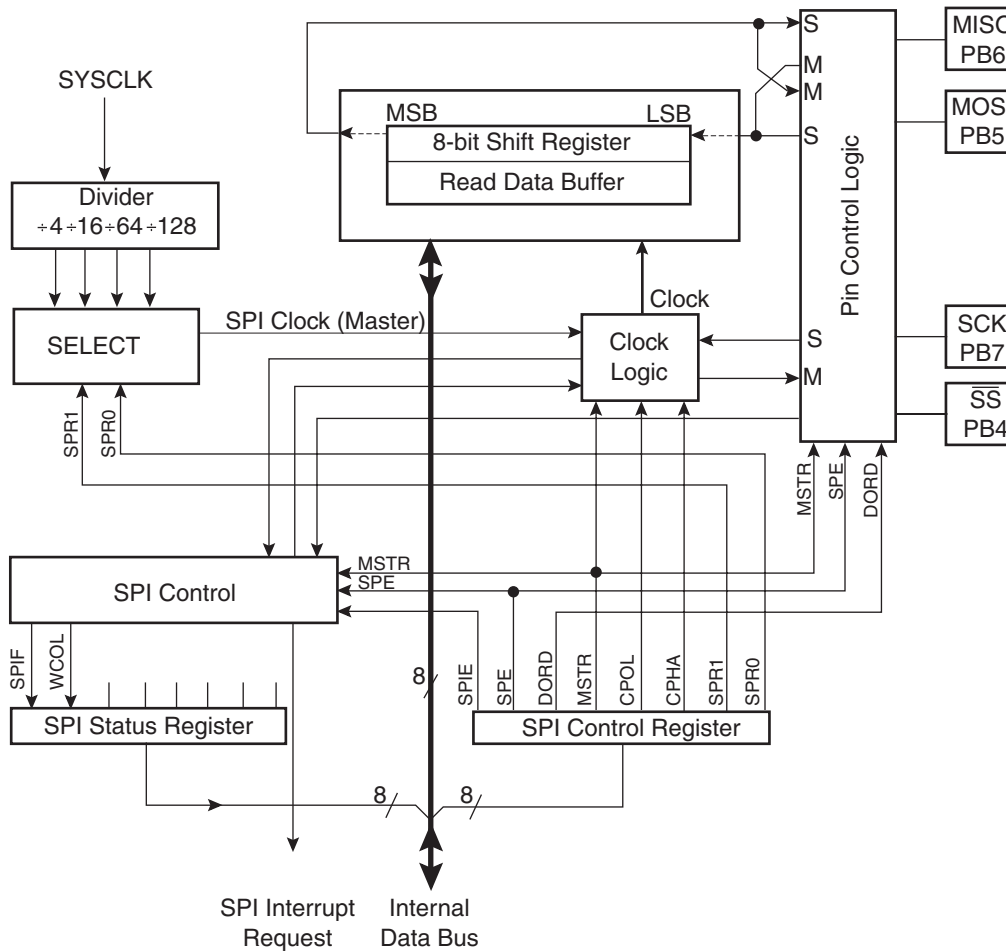 SYSCLK
Divider
÷4 ÷16 ÷64 ÷128
SELECT
SPR1
SPR0
MSB
LSB
8-bit Shift Register
Read Data Buffer
SPI Clock (Master)
Clock
Clock
Logic
S
M
M
S
S
M
Pin Control Logic
MISO
PB6
MOS
PB5
SCK
PB7
SS
PB4
MSTR
SPE
DORD
SPI Control
MSTR
SPE
SPIF
WCOL
SPI Status Register
8
SPIE
SPE
DORD
MSTR
CPOL
CPHA
SPR1
SPR0
SPI Control Register
8
8
SPI Interrupt
Request
Internal
Data Bus